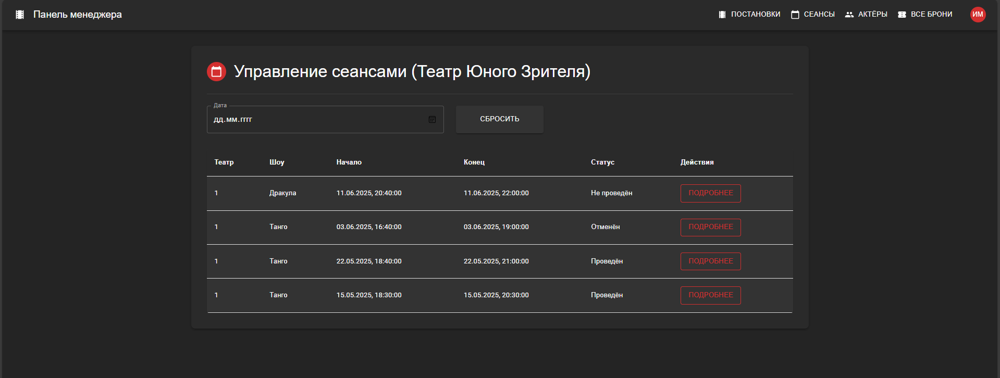 Панель менеджера ПОСТАНОВКИ СЕАНСЫ АКТЁРЫ ВСЕ БРОНИ ИМ
Управление сеансами (Театр Юного Зрителя)
Дата
дд.мм.гггг СБРОСИТЬ
Театр Шоу Начало Конец Статус Действия
1 Дракула 11.06.2025, 20:40:00 11.06.2025, 22:00:00 Не проведён ПОДРОБНЕЕ
1 Танго 03.06.2025, 16:40:00 03.06.2025, 19:00:00 Отменён ПОДРОБНЕЕ
1 Танго 22.05.2025, 18:40:00 22.05.2025, 21:00:00 Проведён ПОДРОБНЕЕ
1 Танго 15.05.2025, 18:30:00 15.05.2025, 20:30:00 Проведён ПОДРОБНЕЕ